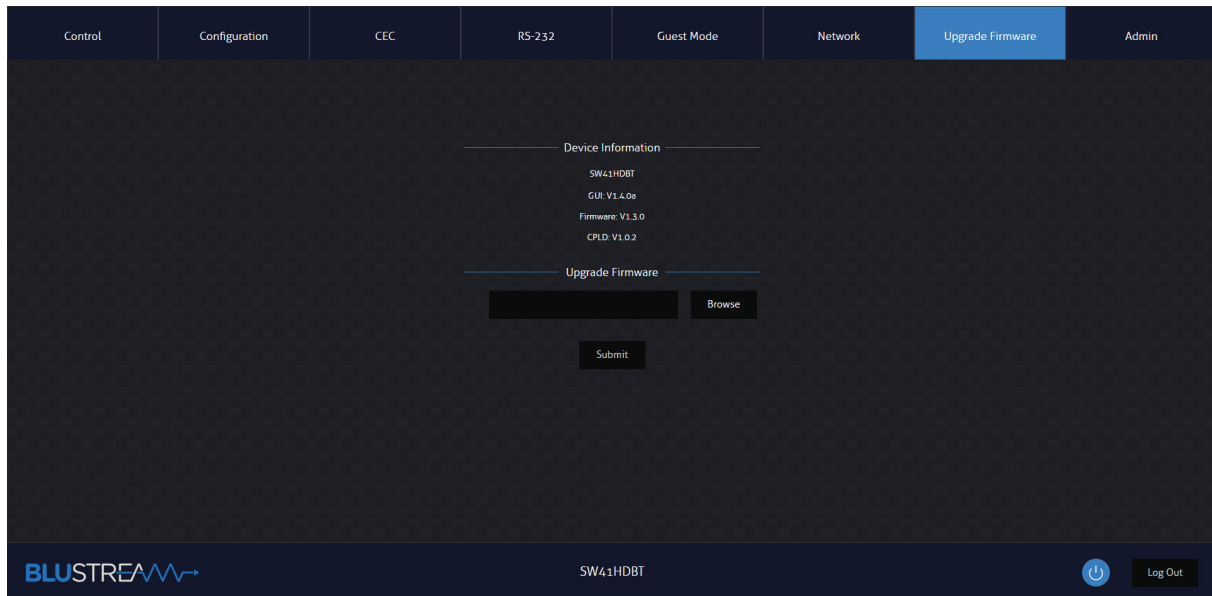 Control Configuration CEC RS-232 Guest Mode Network Upgrade Firmware Admin
Device Information
SW41HDBT
GUI: V1.4.0a
Firmware: V1.3.0
CPLD: V1.0.2
Upgrade Firmware
Browse
Submit
BLUSTREAM SW41HDBT Log Out